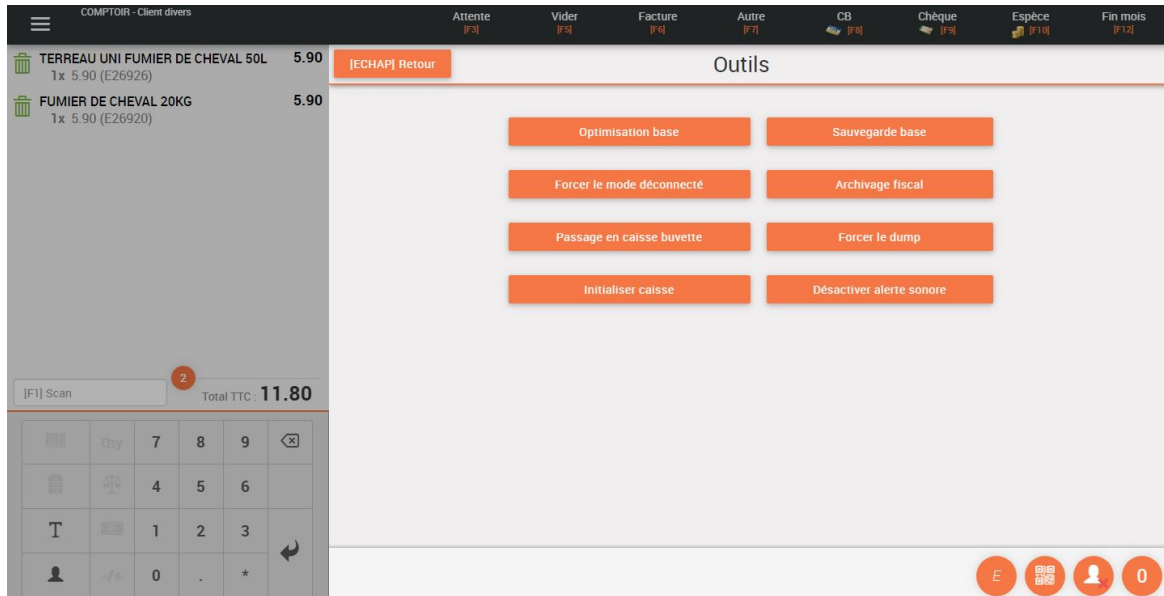 COMPTOIR - Client divers
Attente Vider Facture Autre CB Chèque Espèce Fin mois
[F3] [F5] [F6] [F7] [F8] [F9] [F10] [F12]
TERREAU UNI FUMIER DE CHEVAL 50L 5.90
1x 5.90 (E26926)
FUMIER DE CHEVAL 20KG 5.90
1x 5.90 (E26920)
[F1] Scan
2
Total TTC : 11.80
Qty 7 8 9
4 5 6
T 1 2 3
-/+ 0 . *
[ECHAP] Retour
Outils
Optimisation base Sauvegarde base
Forcer le mode déconnecté Archivage fiscal
Passage en caisse buvette Forcer le dump
Initialiser caisse Désactiver alerte sonore
E 0